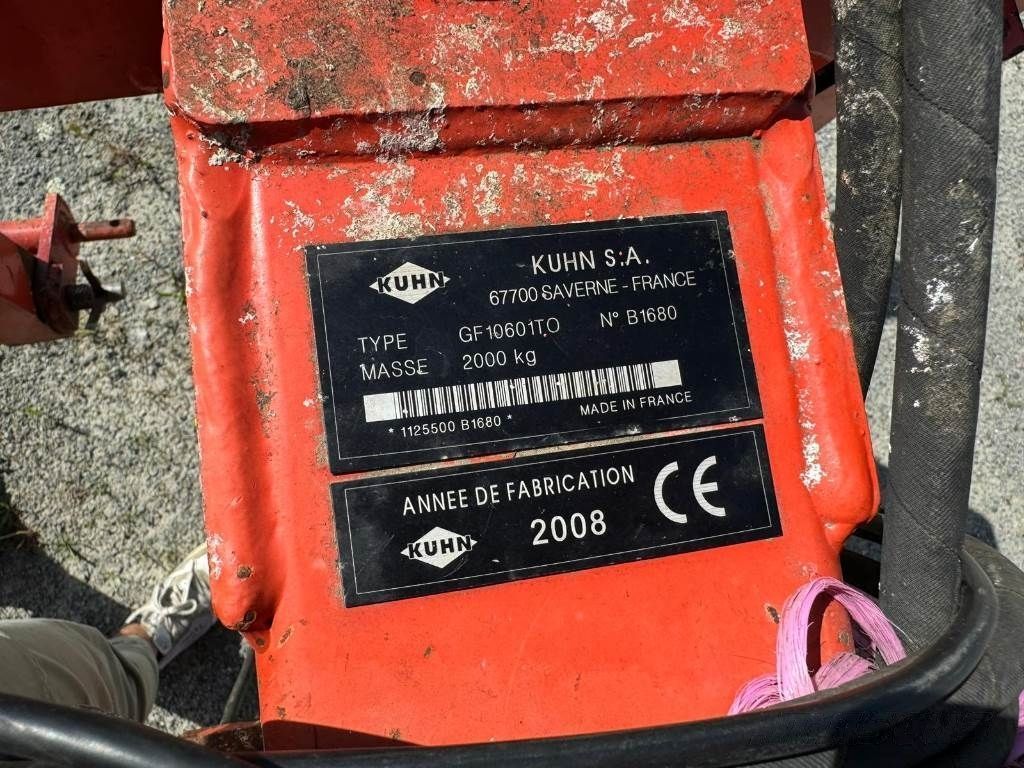 KUHN
KUHN S.A.
67700 SAVERNE - FRANCE
TYPE GF10601T,O N° B1680
MASSE 2000 kg
* 1125500 B1680 * MADE IN FRANCE
ANNEE DE FABRICATION CE
KUHN 2008